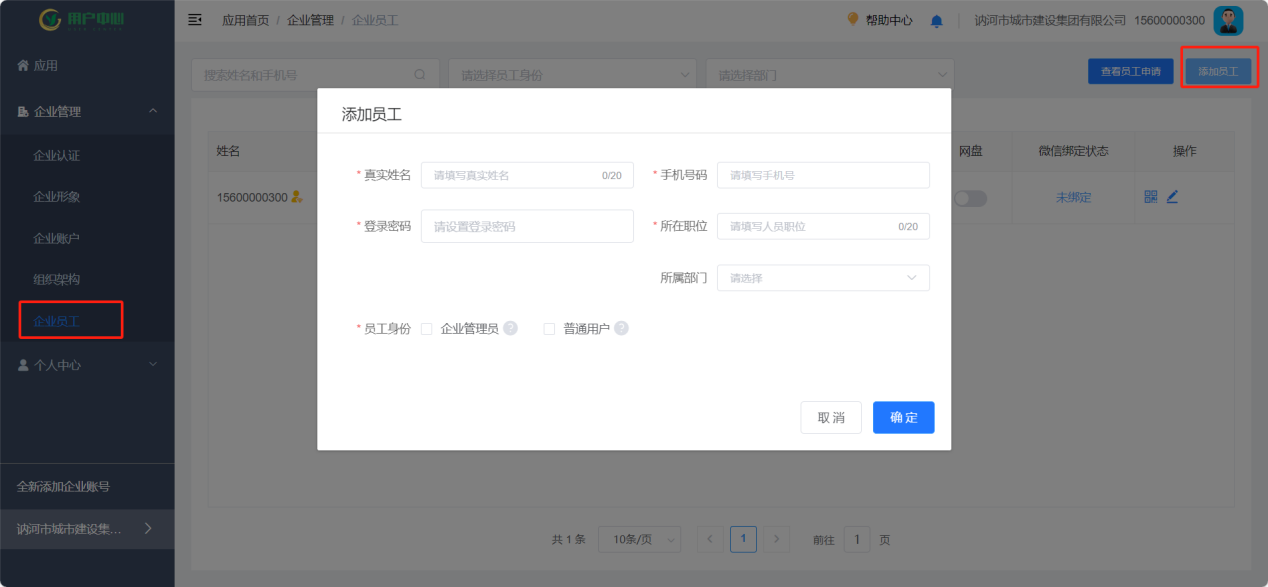 用户中心
应用
企业管理
企业认证
企业形象
企业账户
组织架构
企业员工
个人中心
全新添加企业账号
讷河市城市建设集...
应用首页 / 企业管理 / 企业员工
帮助中心
讷河市城市建设集团有限公司 15600000300
搜索姓名和手机号
请选择员工身份
请选择部门
查看员工申请
添加员工
姓名
网盘
微信绑定状态
操作
15600000300
未绑定
添加员工
* 真实姓名 请填写真实姓名 0/20
* 手机号码 请填写手机号
* 登录密码 请设置登录密码
* 所在职位 请填写人员职位 0/20
所属部门 请选择
* 员工身份 企业管理员 ? 普通用户 ?
取消
确定
共 1 条 10条/页 1 前往 1 页